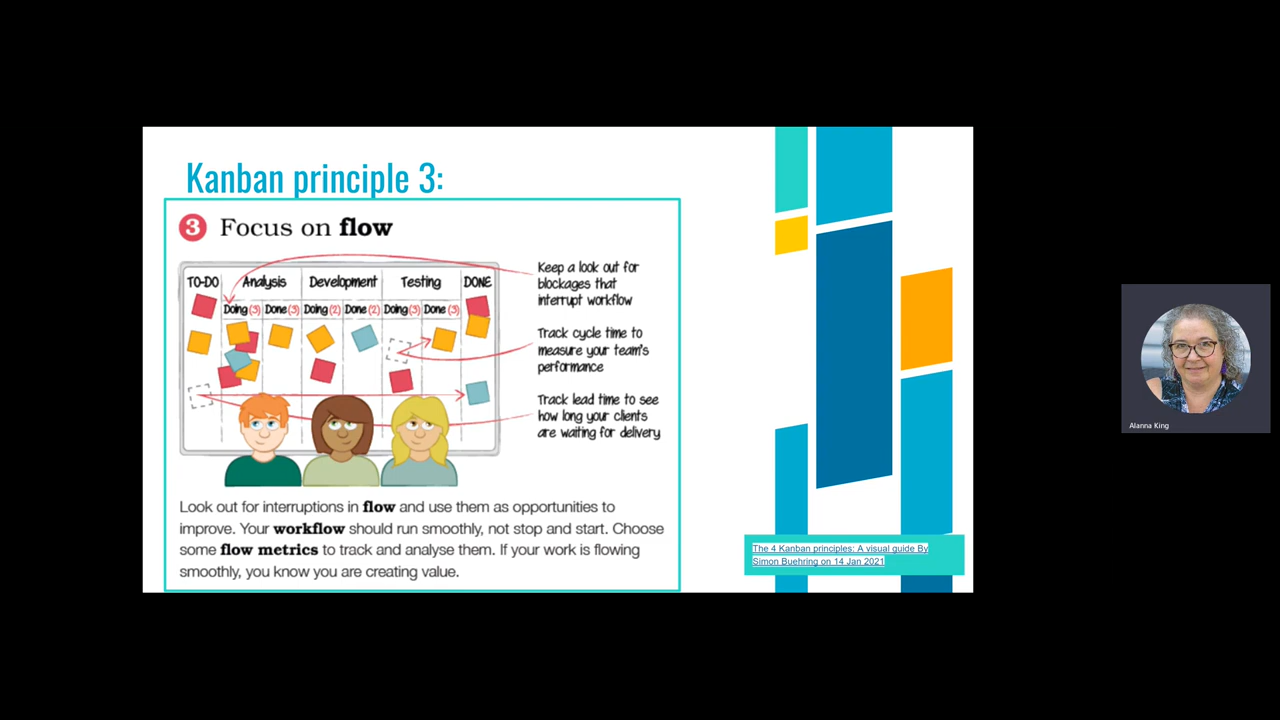 Kanban principle 3:
3 Focus on flow
TO-DO Analysis Development Testing DONE
Doing (3) Done (3) Doing (2) Done (2) Doing (3) Done (3)
Keep a look out for
blockages that
interrupt workflow
Track cycle time to
measure your team's
performance
Track lead time to see
how long your clients
are waiting for delivery
Look out for interruptions in flow and use them as opportunities to
improve. Your workflow should run smoothly, not stop and start. Choose
some flow metrics to track and analyse them. If your work is flowing
smoothly, you know you are creating value.
The 4 Kanban principles: A visual guide By
Simon Buehring on 14 Jan 2021
Alanna King